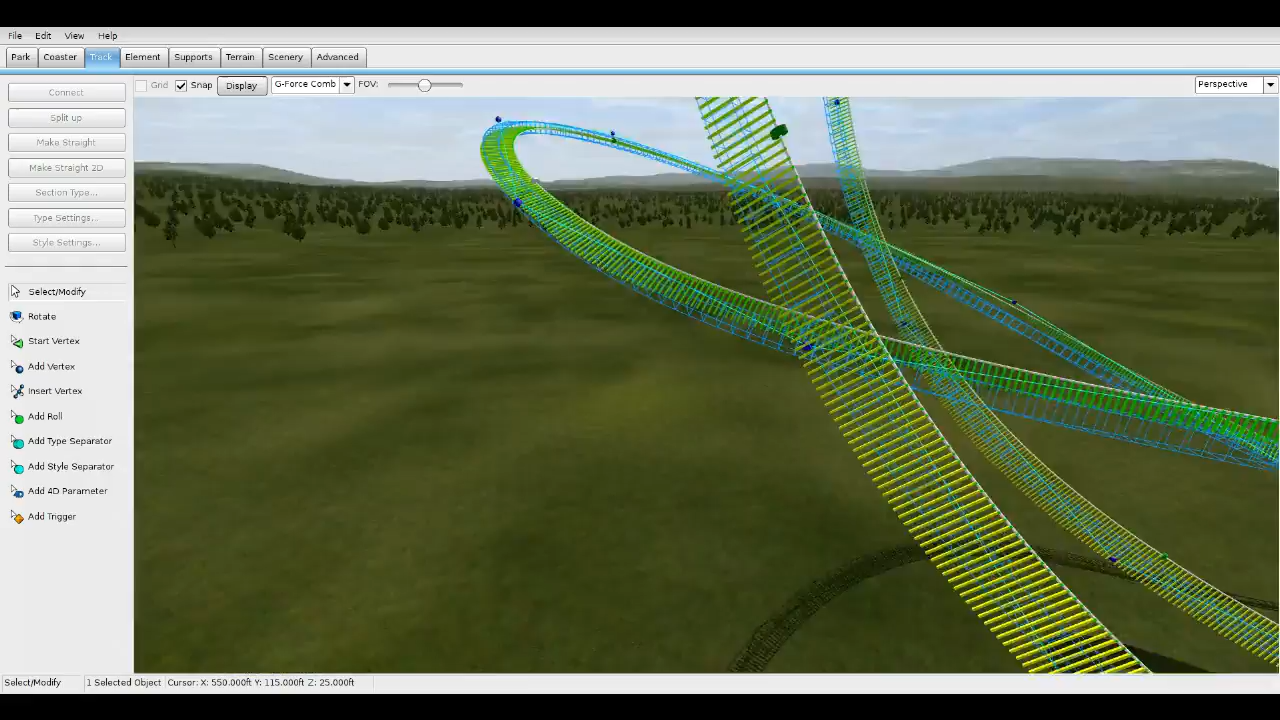 File Edit View Help
Park Coaster Track Element Supports Terrain Scenery Advanced
Grid Snap Display G-Force Comb FOV: Perspective
Connect
Split up
Make Straight
Make Straight 2D
Section Type...
Type Settings...
Style Settings...
Select/Modify
Rotate
Start Vertex
Add Vertex
Insert Vertex
Add Roll
Add Type Separator
Add Style Separator
Add 4D Parameter
Add Trigger
Select/Modify 1 Selected Object Cursor: X: 550.000ft Y: 115.000ft Z: 25.000ft